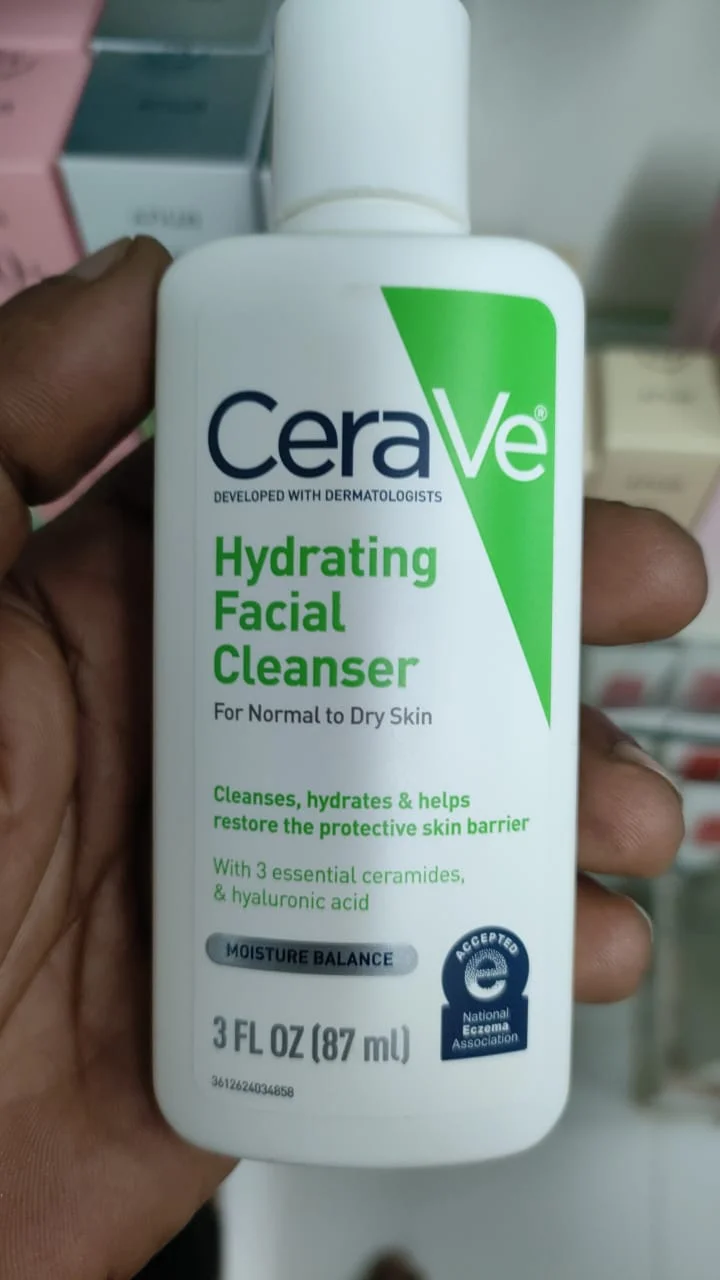 CeraVe®
DEVELOPED WITH DERMATOLOGISTS
Hydrating
Facial
Cleanser
For Normal to Dry Skin
Cleanses, hydrates & helps
restore the protective skin barrier
With 3 essential ceramides,
& hyaluronic acid
MOISTURE BALANCE
ACCEPTED
e
National
Eczema
Association
3 FL OZ (87 ml)
3612624034858